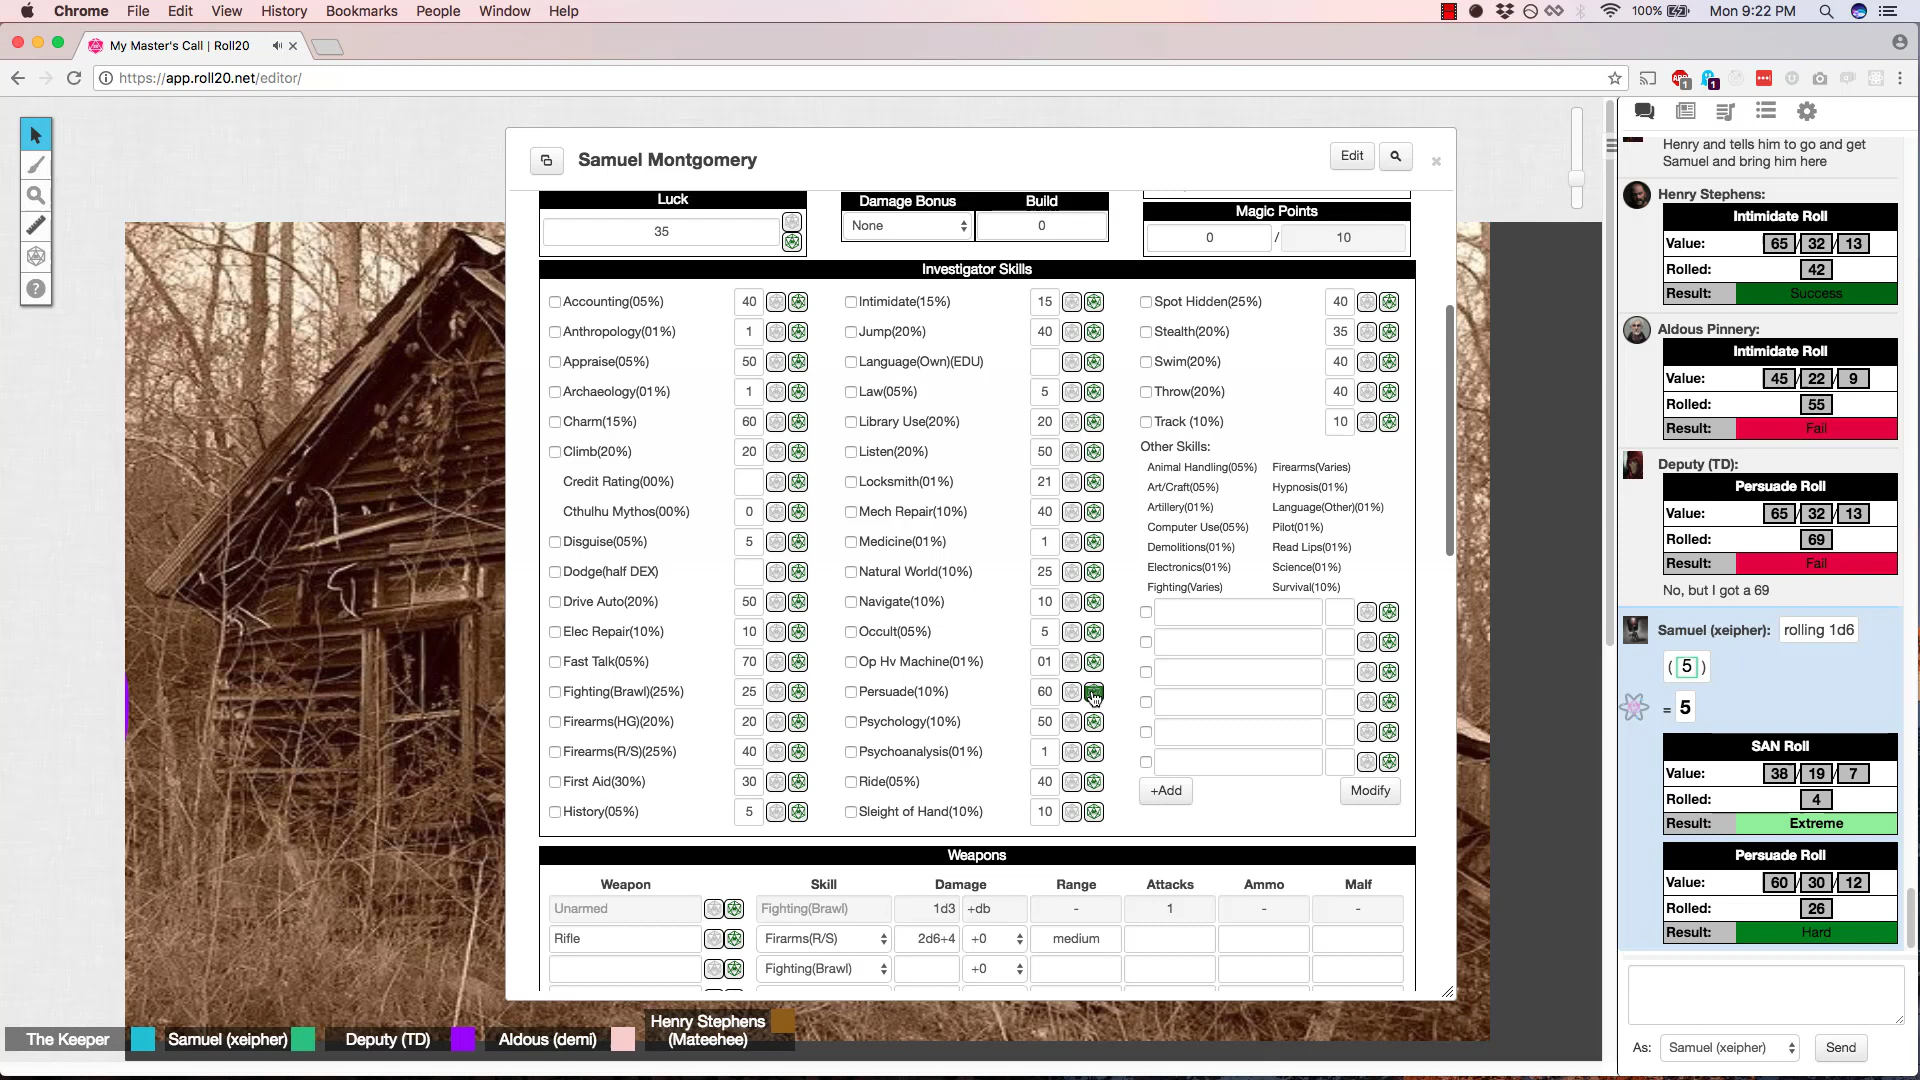 Chrome File Edit View History Bookmarks People Window Help
100% Mon 9:22 PM
My Master's Call | Roll20
https://app.roll20.net/editor/
Samuel Montgomery
Edit
Luck
35
Damage Bonus Build
None 0
Magic Points
0 / 10
Investigator Skills
Accounting(05%) 40
Anthropology(01%) 1
Appraise(05%) 50
Archaeology(01%) 1
Charm(15%) 60
Climb(20%) 20
Credit Rating(00%)
Cthulhu Mythos(00%) 0
Disguise(05%) 5
Dodge(half DEX)
Drive Auto(20%) 50
Elec Repair(10%) 10
Fast Talk(05%) 70
Fighting(Brawl)(25%) 25
Firearms(HG)(20%) 20
Firearms(R/S)(25%) 40
First Aid(30%) 30
History(05%) 5
Intimidate(15%) 15
Jump(20%) 40
Language(Own)(EDU)
Law(05%) 5
Library Use(20%) 20
Listen(20%) 50
Locksmith(01%) 21
Mech Repair(10%) 40
Medicine(01%) 1
Natural World(10%) 25
Navigate(10%) 10
Occult(05%) 5
Op Hv Machine(01%) 01
Persuade(10%) 60
Psychology(10%) 50
Psychoanalysis(01%) 1
Ride(05%) 40
Sleight of Hand(10%) 10
Spot Hidden(25%) 40
Stealth(20%) 35
Swim(20%) 40
Throw(20%) 40
Track (10%) 10
Other Skills:
Animal Handling(05%) Firearms(Varies)
Art/Craft(05%) Hypnosis(01%)
Artillery(01%) Language(Other)(01%)
Computer Use(05%) Pilot(01%)
Demolitions(01%) Read Lips(01%)
Electronics(01%) Science(01%)
Fighting(Varies) Survival(10%)
+Add Modify
Weapons
Weapon Skill Damage Range Attacks Ammo Malf
Unarmed Fighting(Brawl) 1d3 +db - 1 - -
Rifle Firarms(R/S) 2d6+4 +0 medium
Fighting(Brawl) +0
The Keeper
Samuel (xeipher)
Deputy (TD)
Aldous (demi)
Henry Stephens
(Mateehee)
Henry and tells him to go and get
Samuel and bring him here
Henry Stephens:
Intimidate Roll
Value: 65 / 32 / 13
Rolled: 42
Result: Success
Aldous Pinnery:
Intimidate Roll
Value: 45 / 22 / 9
Rolled: 55
Result: Fail
Deputy (TD):
Persuade Roll
Value: 65 / 32 / 13
Rolled: 69
Result: Fail
No, but I got a 69
Samuel (xeipher): rolling 1d6
(5)
= 5
SAN Roll
Value: 38 / 19 / 7
Rolled: 4
Result: Extreme
Persuade Roll
Value: 60 / 30 / 12
Rolled: 26
Result: Hard
As: Samuel (xeipher) Send